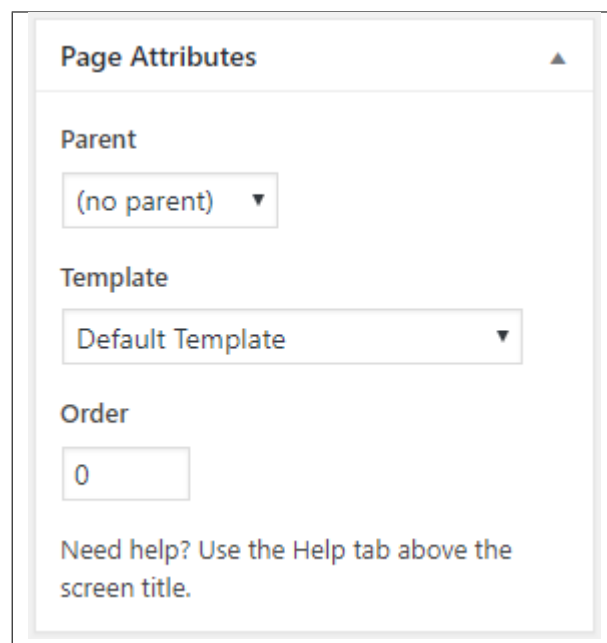 Page Attributes
Parent
(no parent)
Template
Default Template
Order
0
Need help? Use the Help tab above the
screen title.